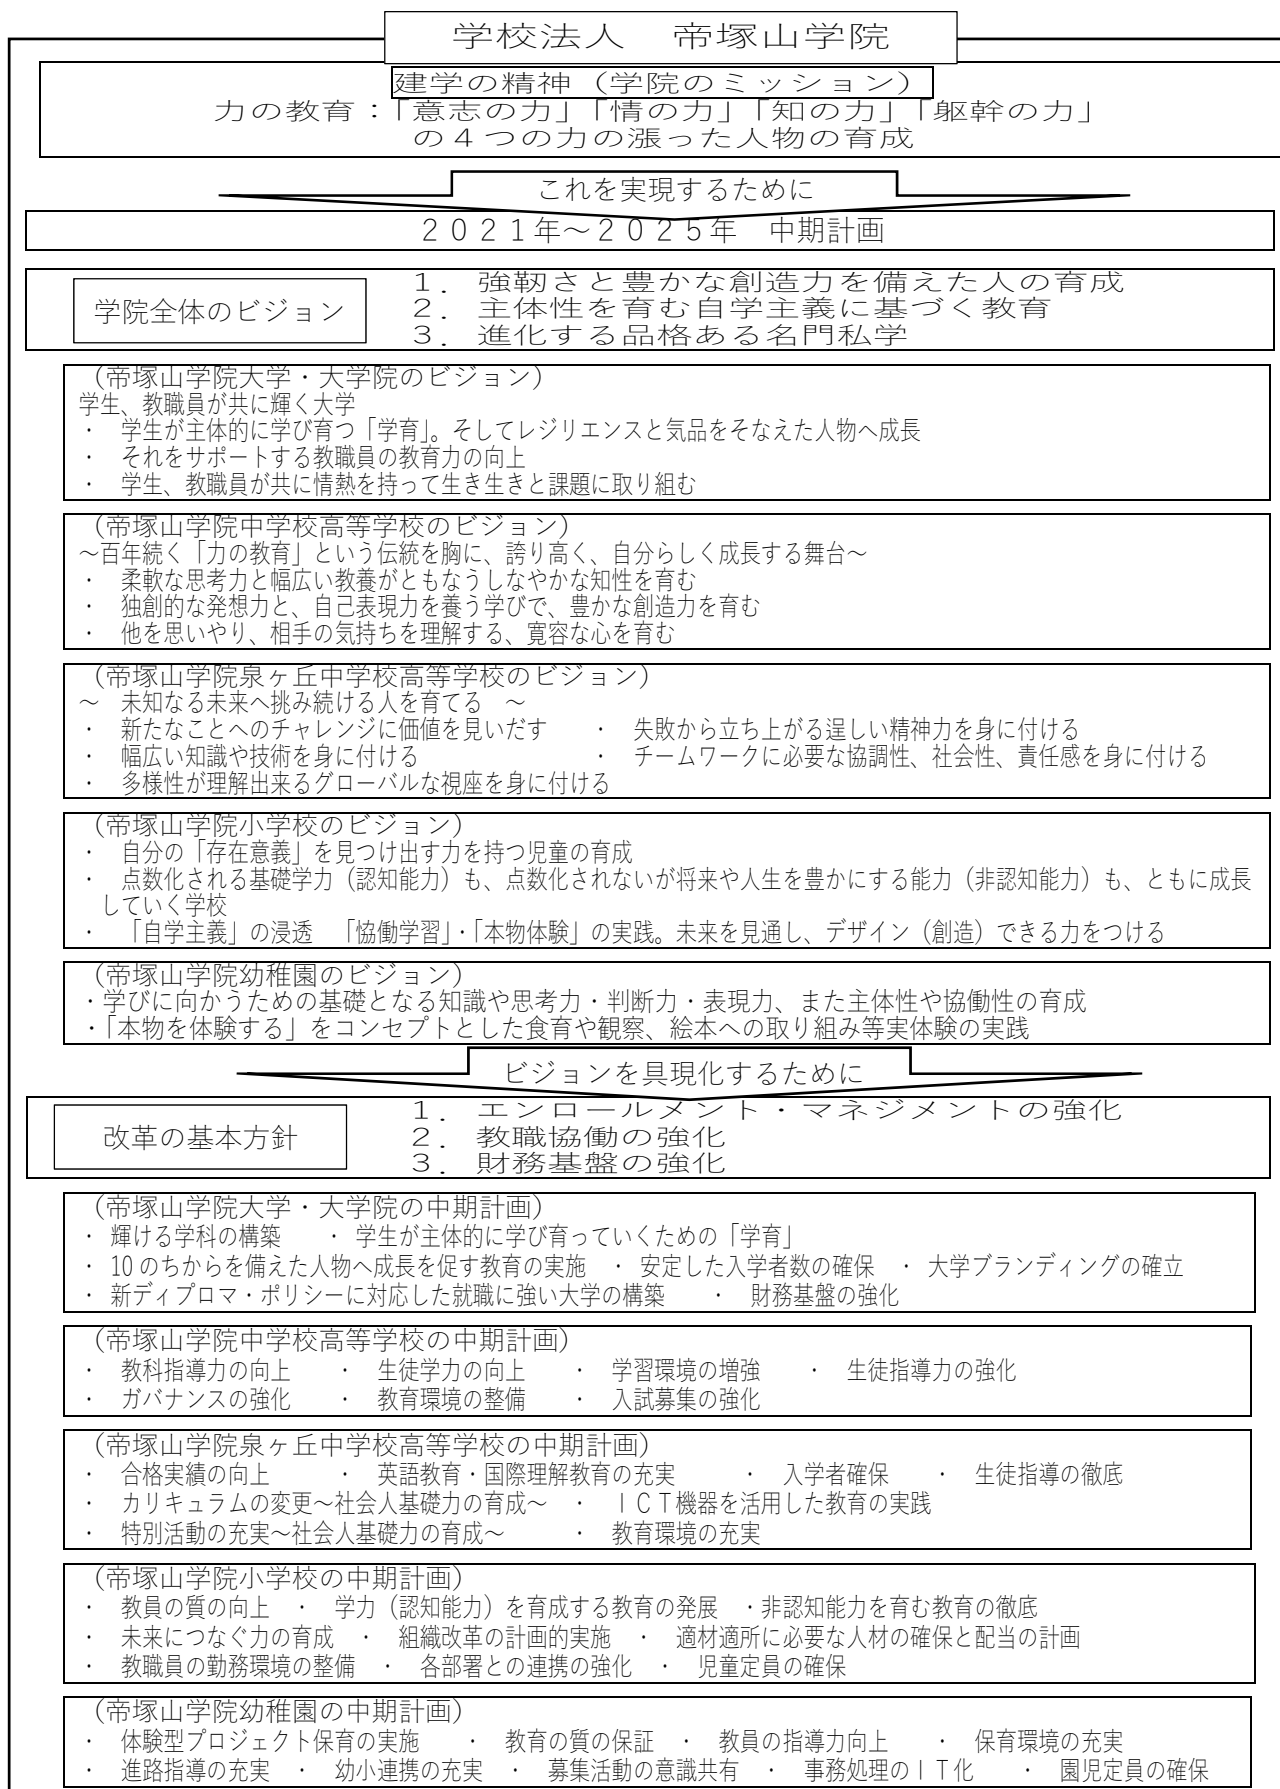 学校法人　帝塚山学院
建学の精神（学院のミッション）
力の教育：「意志の力」「情の力」「知の力」「躯幹の力」
の４つの力の漲った人物の育成
これを実現するために
２０２１年～２０２５年　中期計画
学院全体のビジョン
１．強靭さと豊かな創造力を備えた人の育成
２．主体性を育む自学主義に基づく教育
３．進化する品格ある名門私学
（帝塚山学院大学・大学院のビジョン）
学生、教職員が共に輝く大学
・　学生が主体的に学び育つ「学育」。そしてレジリエンスと気品をそなえた人物へ成長
・　それをサポートする教職員の教育力の向上
・　学生、教職員が共に情熱を持って生き生きと課題に取り組む
（帝塚山学院中学校高等学校のビジョン）
～百年続く「力の教育」という伝統を胸に、誇り高く、自分らしく成長する舞台～
・　柔軟な思考力と幅広い教養がともなうしなやかな知性を育む
・　独創的な発想力と、自己表現力を養う学びで、豊かな創造力を育む
・　他を思いやり、相手の気持ちを理解する、寛容な心を育む
（帝塚山学院泉ヶ丘中学校高等学校のビジョン）
～　未知なる未来へ挑み続ける人を育てる　～
・　新たなことへのチャレンジに価値を見いだす　・　失敗から立ち上がる逞しい精神力を身に付ける
・　幅広い知識や技術を身に付ける　・　チームワークに必要な協調性、社会性、責任感を身に付ける
・　多様性が理解出来るグローバルな視座を身に付ける
（帝塚山学院小学校のビジョン）
・　自分の「存在意義」を見つけ出す力を持つ児童の育成
・　点数化される基礎学力（認知能力）も、点数化されないが将来や人生を豊かにする能力（非認知能力）も、ともに成長
していく学校
・　「自学主義」の浸透　「協働学習」・「本物体験」の実践。未来を見通し、デザイン（創造）できる力をつける
（帝塚山学院幼稚園のビジョン）
・学びに向かうための基礎となる知識や思考力・判断力・表現力、また主体性や協働性の育成
・「本物を体験する」をコンセプトとした食育や観察、絵本への取り組み等実体験の実践
ビジョンを具現化するために
改革の基本方針
１．エンロールメント・マネジメントの強化
２．教職協働の強化
３．財務基盤の強化
（帝塚山学院大学・大学院の中期計画）
・ 輝ける学科の構築　・ 学生が主体的に学び育っていくための「学育」
・ 10のちからを備えた人物へ成長を促す教育の実施　・ 安定した入学者数の確保　・ 大学ブランディングの確立
・ 新ディプロマ・ポリシーに対応した就職に強い大学の構築　・　財務基盤の強化
（帝塚山学院中学校高等学校の中期計画）
・　教科指導力の向上　・　生徒学力の向上　・　学習環境の増強　・　生徒指導力の強化
・　ガバナンスの強化　・　教育環境の整備　・　入試募集の強化
（帝塚山学院泉ヶ丘中学校高等学校の中期計画）
・　合格実績の向上　・　英語教育・国際理解教育の充実　・　入学者確保　・　生徒指導の徹底
・　カリキュラムの変更～社会人基礎力の育成～　・　ＩＣＴ機器を活用した教育の実践
・　特別活動の充実～社会人基礎力の育成～　・　教育環境の充実
（帝塚山学院小学校の中期計画）
・　教員の質の向上　・　学力（認知能力）を育成する教育の発展　・非認知能力を育む教育の徹底
・　未来につなぐ力の育成　・　組織改革の計画的実施　・　適材適所に必要な人材の確保と配当の計画
・　教職員の勤務環境の整備　・　各部署との連携の強化　・　児童定員の確保
（帝塚山学院幼稚園の中期計画）
・　体験型プロジェクト保育の実施　・　教育の質の保証　・　教員の指導力向上　・　保育環境の充実
・　進路指導の充実　・　幼小連携の充実　・　募集活動の意識共有　・　事務処理のＩＴ化　・　園児定員の確保